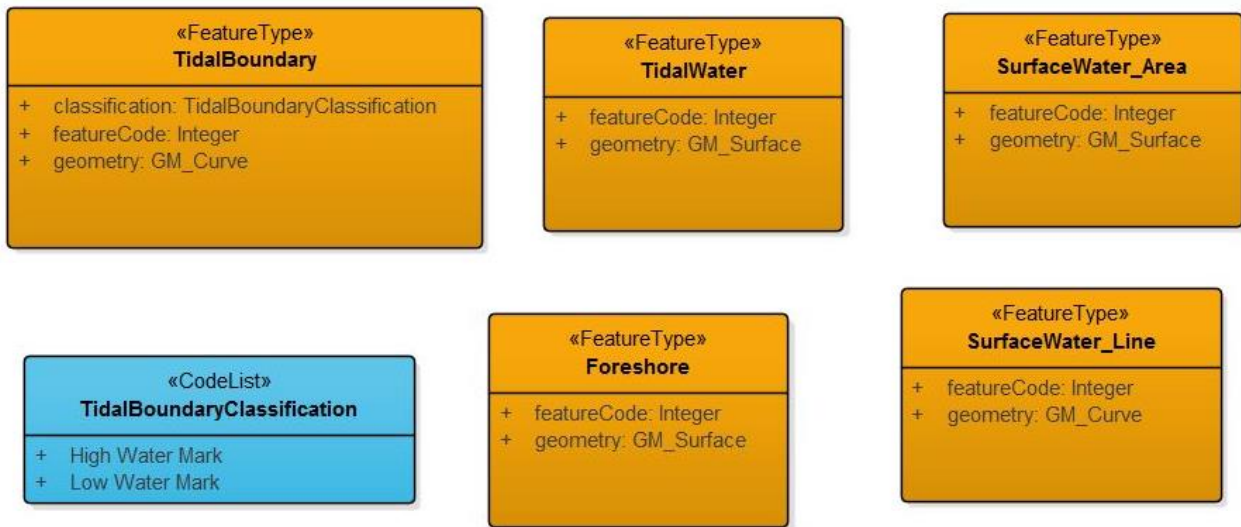 «FeatureType»
TidalBoundary
+ classification: TidalBoundaryClassification
+ featureCode: Integer
+ geometry: GM_Curve
«FeatureType»
TidalWater
+ featureCode: Integer
+ geometry: GM_Surface
«FeatureType»
SurfaceWater_Area
+ featureCode: Integer
+ geometry: GM_Surface
«CodeList»
TidalBoundaryClassification
+ High Water Mark
+ Low Water Mark
«FeatureType»
Foreshore
+ featureCode: Integer
+ geometry: GM_Surface
«FeatureType»
SurfaceWater_Line
+ featureCode: Integer
+ geometry: GM_Curve